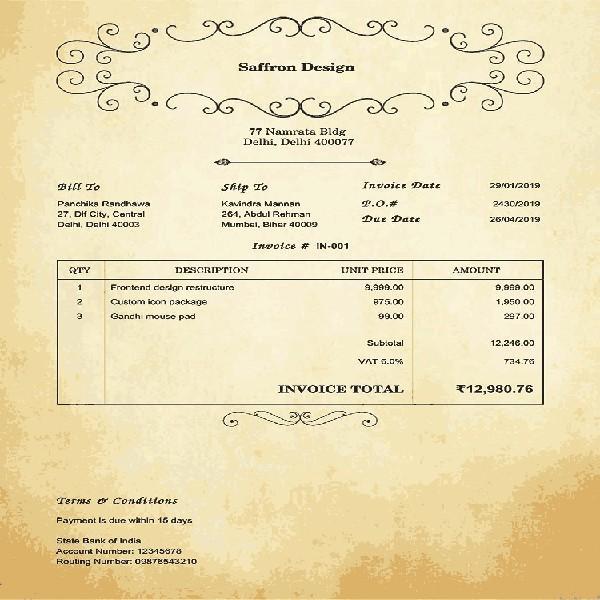 Saffron Design
77 Namrata Bldg
Delhi, Delhi 400077
Bill To
Panchika Randhawa
27, Dlf City, Central
Delhi, Delhi 40003
Ship To
Kavindra Mannan
264, Abdul Rehman
Mumbai, Bihar 40009
Invoice Date 29/01/2019
P.O.# 2430/2019
Due Date 26/04/2019
Invoice # IN-001
QTY DESCRIPTION UNIT PRICE AMOUNT
1 Frontend design restructure 9,999.00 9,999.00
2 Custom icon package 975.00 1,950.00
3 Gandhi mouse pad 99.00 297.00
Subtotal 12,246.00
VAT 6.0% 734.76
INVOICE TOTAL ₹12,980.76
Terms & Conditions
Payment is due within 15 days
State Bank of India
Account Number: 12345678
Routing Number: 09876543210